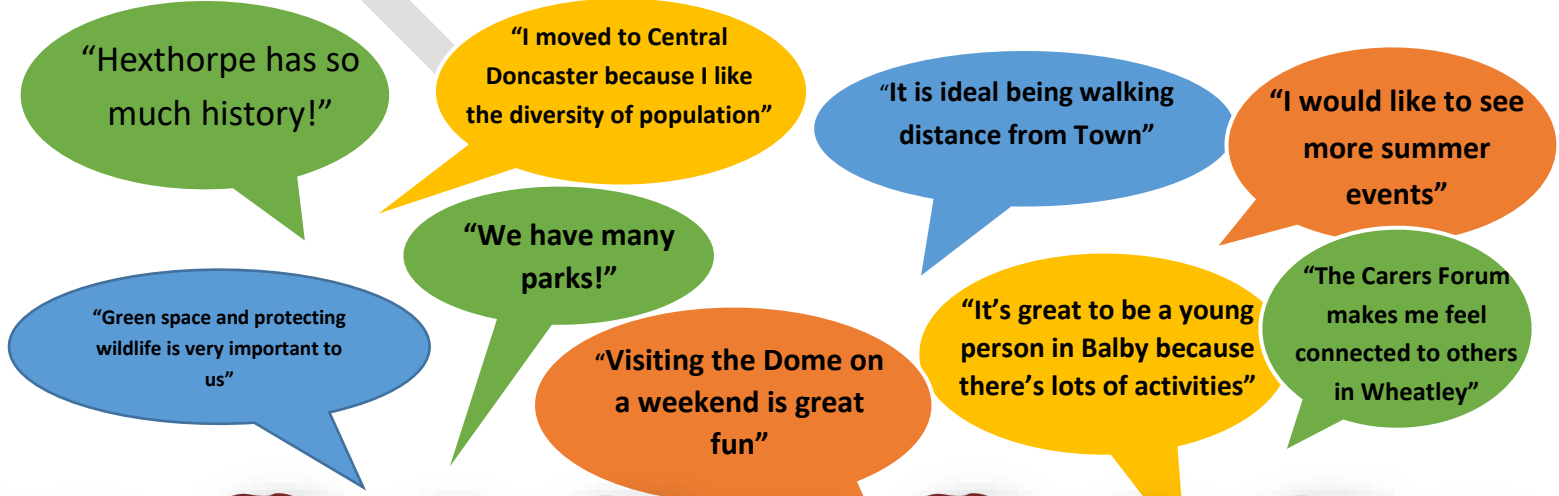 “Hexthorpe has so
much history!”
“I moved to Central
Doncaster because I like
the diversity of population”
“It is ideal being walking
distance from Town”
“I would like to see
more summer
events”
“We have many
parks!”
“Green space and protecting
wildlife is very important to
us”
“Visiting the Dome on
a weekend is great
fun”
“It’s great to be a young
person in Balby because
there’s lots of activities”
“The Carers Forum
makes me feel
connected to others
in Wheatley”